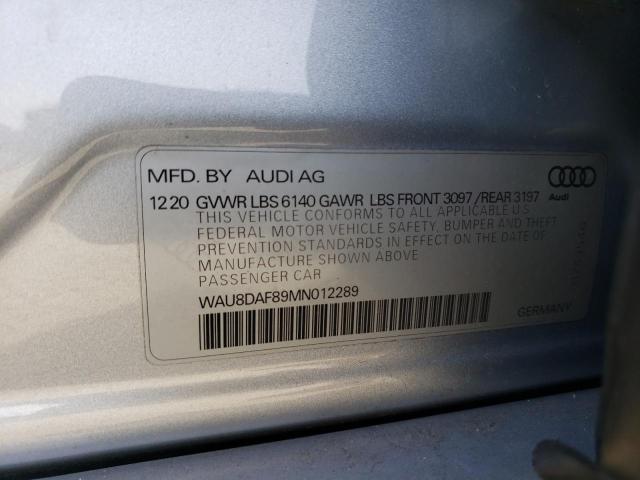 MFD. BY AUDI AG
Audi
12 20 GVWR LBS 6140 GAWR LBS FRONT 3097 /REAR 3197
THIS VEHICLE CONFORMS TO ALL APPLICABLE U.S
FEDERAL MOTOR VEHICLE SAFETY, BUMPER AND THEFT
PREVENTION STANDARDS IN EFFECT ON THE DATE OF
MANUFACTURE SHOWN ABOVE
PASSENGER CAR
WAU8DAF89MN012289
GERMANY